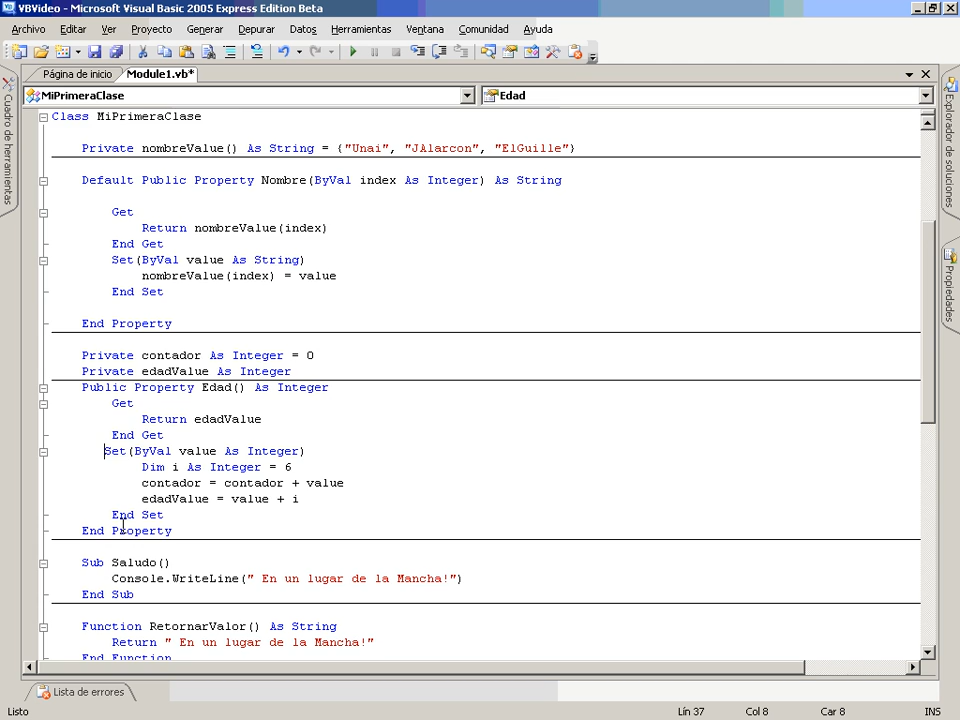 VBVideo - Microsoft Visual Basic 2005 Express Edition Beta
Archivo Editar Ver Proyecto Generar Depurar Datos Herramientas Ventana Comunidad Ayuda
Página de inicio Module1.vb*
MiPrimeraClase Edad
Cuadro de herramientas
Explorador de soluciones
Propiedades
Class MiPrimeraClase
Private nombreValue() As String = {"Unai", "JAlarcon", "ElGuille"}
Default Public Property Nombre(ByVal index As Integer) As String
Get
Return nombreValue(index)
End Get
Set(ByVal value As String)
nombreValue(index) = value
End Set
End Property
Private contador As Integer = 0
Private edadValue As Integer
Public Property Edad() As Integer
Get
Return edadValue
End Get
Set(ByVal value As Integer)
Dim i As Integer = 6
contador = contador + value
edadValue = value + i
End Set
End Property
Sub Saludo()
Console.WriteLine(" En un lugar de la Mancha!")
End Sub
Function RetornarValor() As String
Return " En un lugar de la Mancha!"
End Function
Lista de errores
Listo Lín 37 Col 8 Car 8 INS